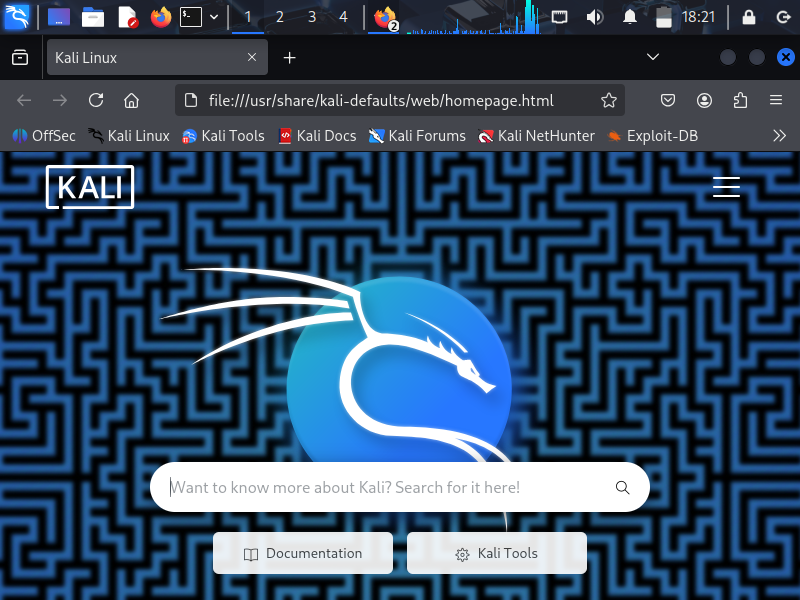 1 2 3 4 2 18:21
Kali Linux
file:///usr/share/kali-defaults/web/homepage.html
OffSec Kali Linux Kali Tools Kali Docs Kali Forums Kali NetHunter Exploit-DB
KALI
Want to know more about Kali? Search for it here!
Documentation Kali Tools